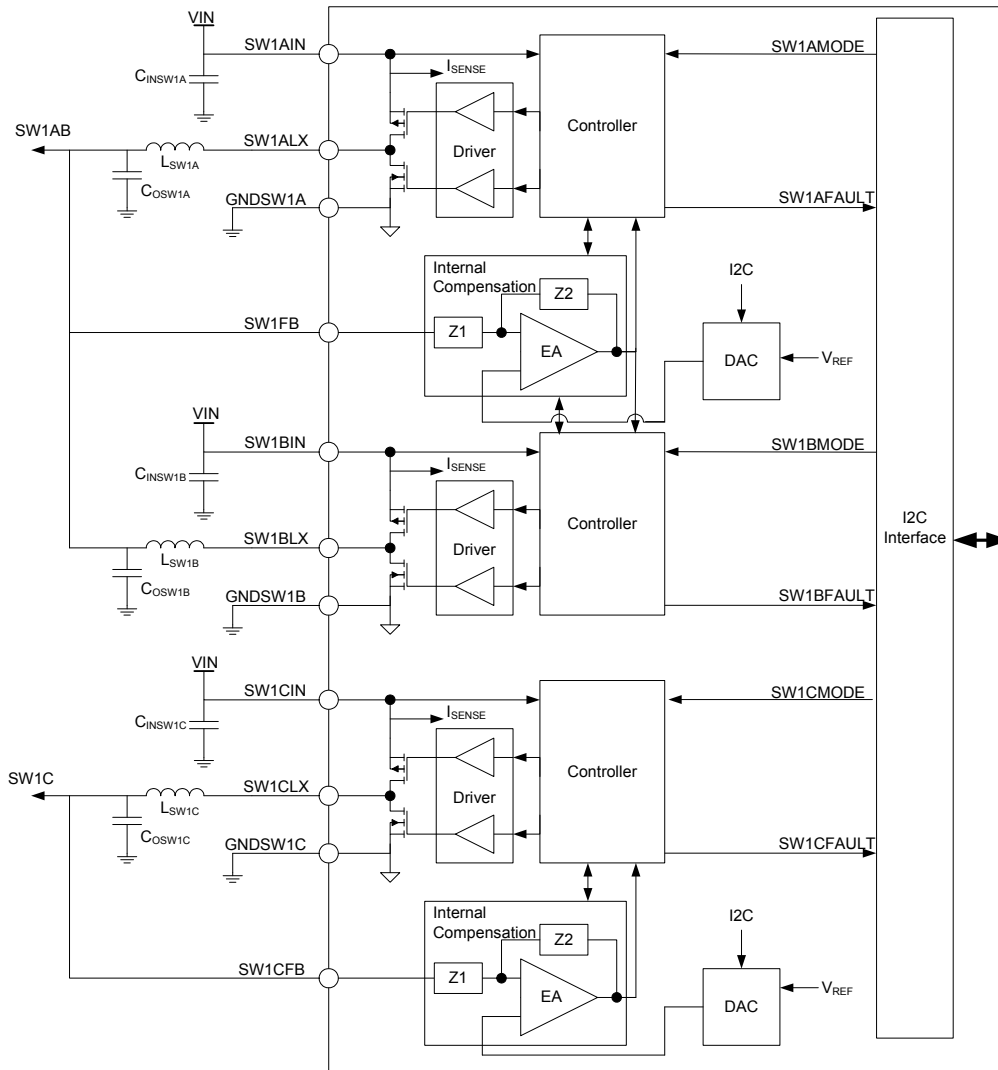 VIN
SW1AIN
CINSW1A
ISENSE
SW1AMODE
Controller
SW1AB
SW1ALX
LSW1A
Driver
COSW1A
GNDSW1A
SW1AFAULT
Internal
Compensation
I2C
Z2
SW1FB
Z1
EA
DAC
VREF
VIN
SW1BIN
CINSW1B
ISENSE
SW1BMODE
Controller
I2C
Interface
SW1BLX
LSW1B
Driver
COSW1B
GNDSW1B
SW1BFAULT
VIN
SW1CIN
CINSW1C
ISENSE
SW1CMODE
Controller
SW1C
SW1CLX
LSW1C
Driver
COSW1C
GNDSW1C
SW1CFAULT
Internal
Compensation
I2C
Z2
SW1CFB
Z1
EA
DAC
VREF